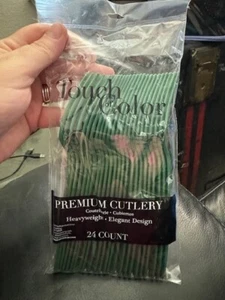 Touch
of Color
PREMIUM CUTLERY
Heavyweight • Elegant Design
24 COUNT